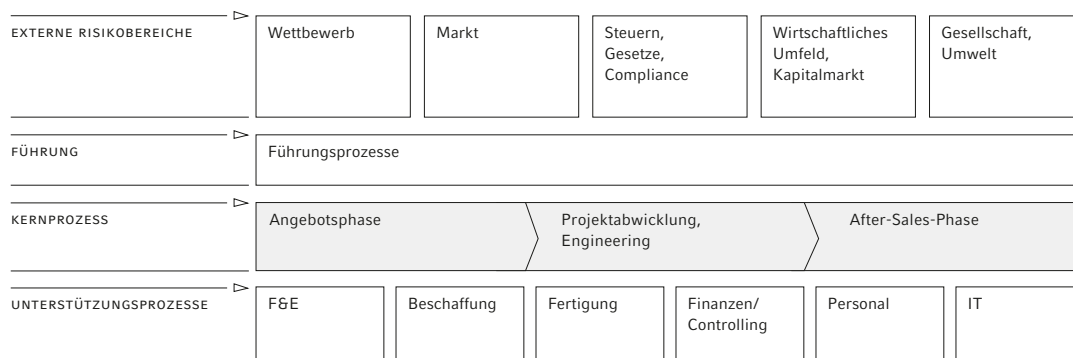 EXTERNE RISIKOBEREICHE
Wettbewerb
Markt
Steuern,
Gesetze,
Compliance
Wirtschaftliches
Umfeld,
Kapitalmarkt
Gesellschaft,
Umwelt
FÜHRUNG
Führungsprozesse
KERNPROZESS
Angebotsphase
Projektabwicklung,
Engineering
After-Sales-Phase
UNTERSTÜTZUNGSPROZESSE
F&E
Beschaffung
Fertigung
Finanzen/
Controlling
Personal
IT